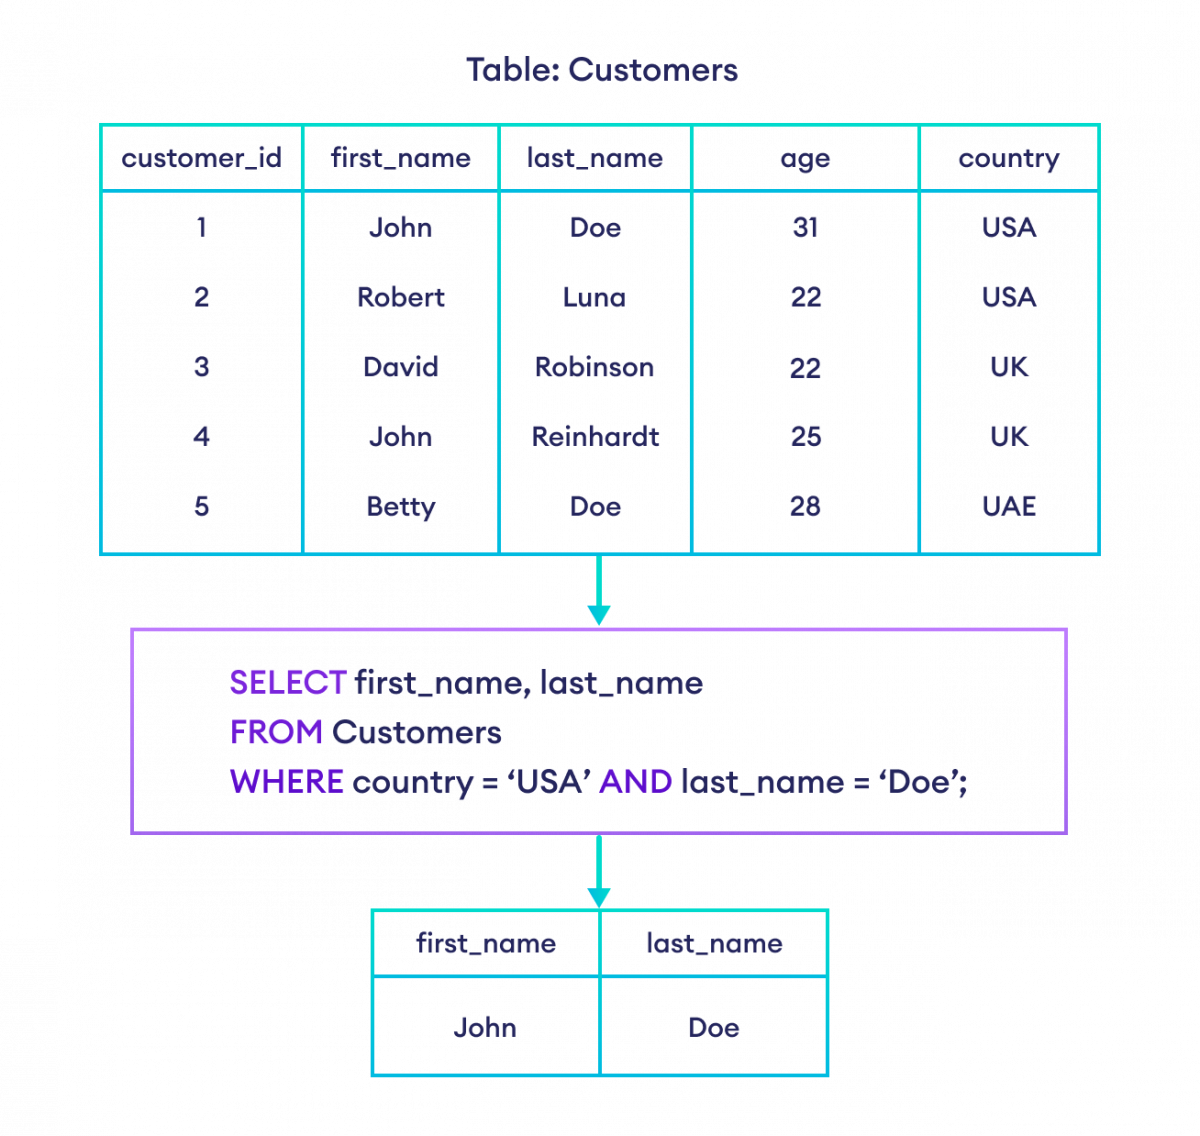 Table: Customers
customer_id first_name last_name age country
1 John Doe 31 USA
2 Robert Luna 22 USA
3 David Robinson 22 UK
4 John Reinhardt 25 UK
5 Betty Doe 28 UAE
SELECT first_name, last_name
FROM Customers
WHERE country = ‘USA’ AND last_name = ‘Doe’;
first_name last_name
John Doe